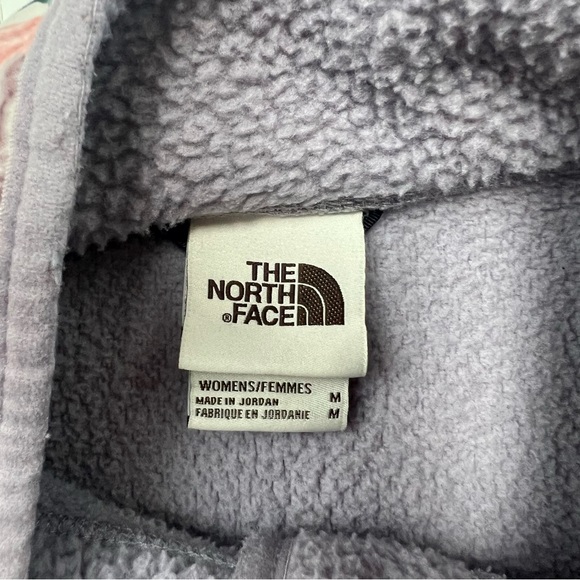 THE
NORTH
®FACE
WOMENS/FEMMES M
MADE IN JORDAN M
FABRIQUE EN JORDANIE